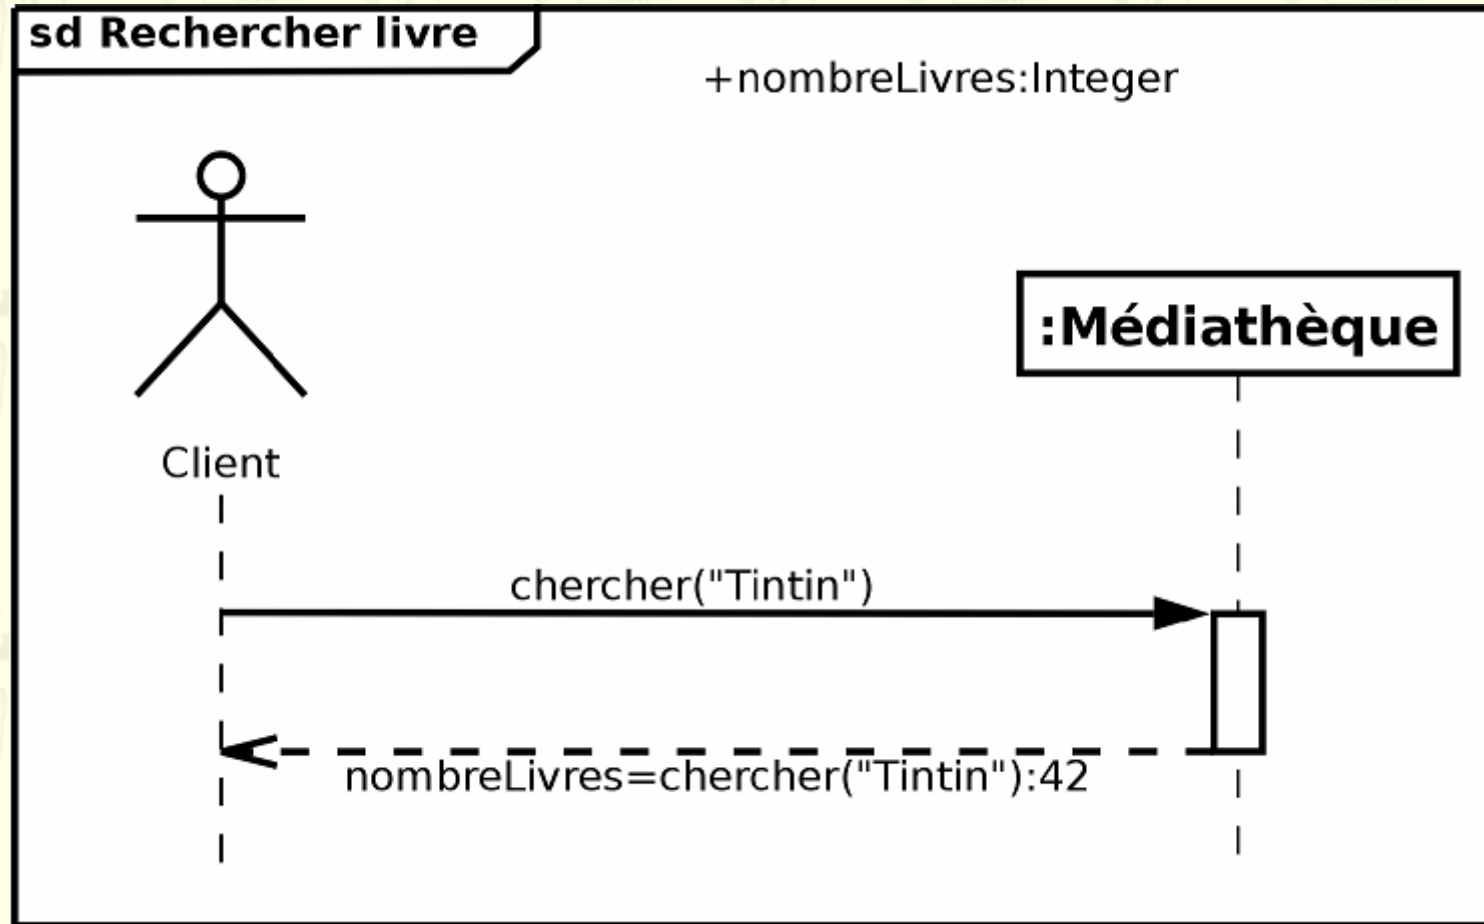 sd Rechercher livre
+nombreLivres:Integer
:Médiathèque
Client
chercher("Tintin")
nombreLivres=chercher("Tintin"):42